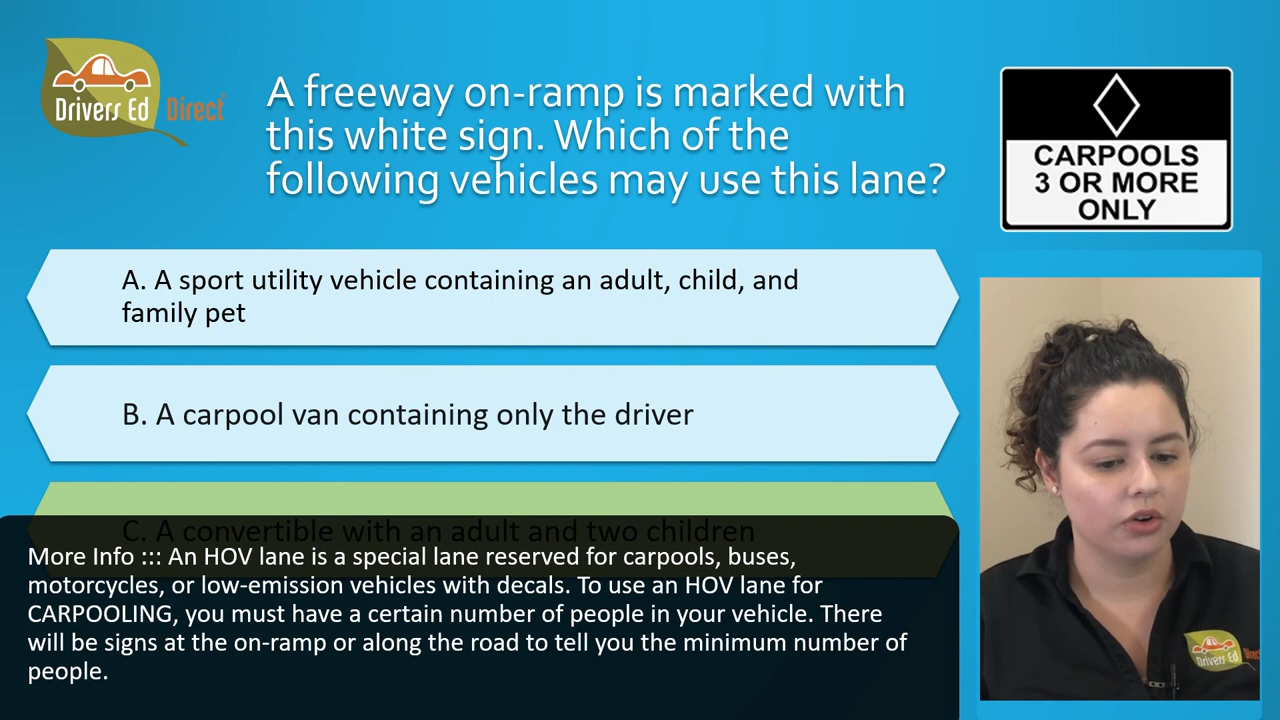 Drivers Ed Direct
A freeway on-ramp is marked with
this white sign. Which of the
following vehicles may use this lane?
CARPOOLS
3 OR MORE
ONLY
A. A sport utility vehicle containing an adult, child, and
family pet
B. A carpool van containing only the driver
C. A convertible with an adult and two children
More Info ::: An HOV lane is a special lane reserved for carpools, buses,
motorcycles, or low-emission vehicles with decals. To use an HOV lane for
CARPOOLING, you must have a certain number of people in your vehicle. There
will be signs at the on-ramp or along the road to tell you the minimum number of
people.
Drivers Ed Direct